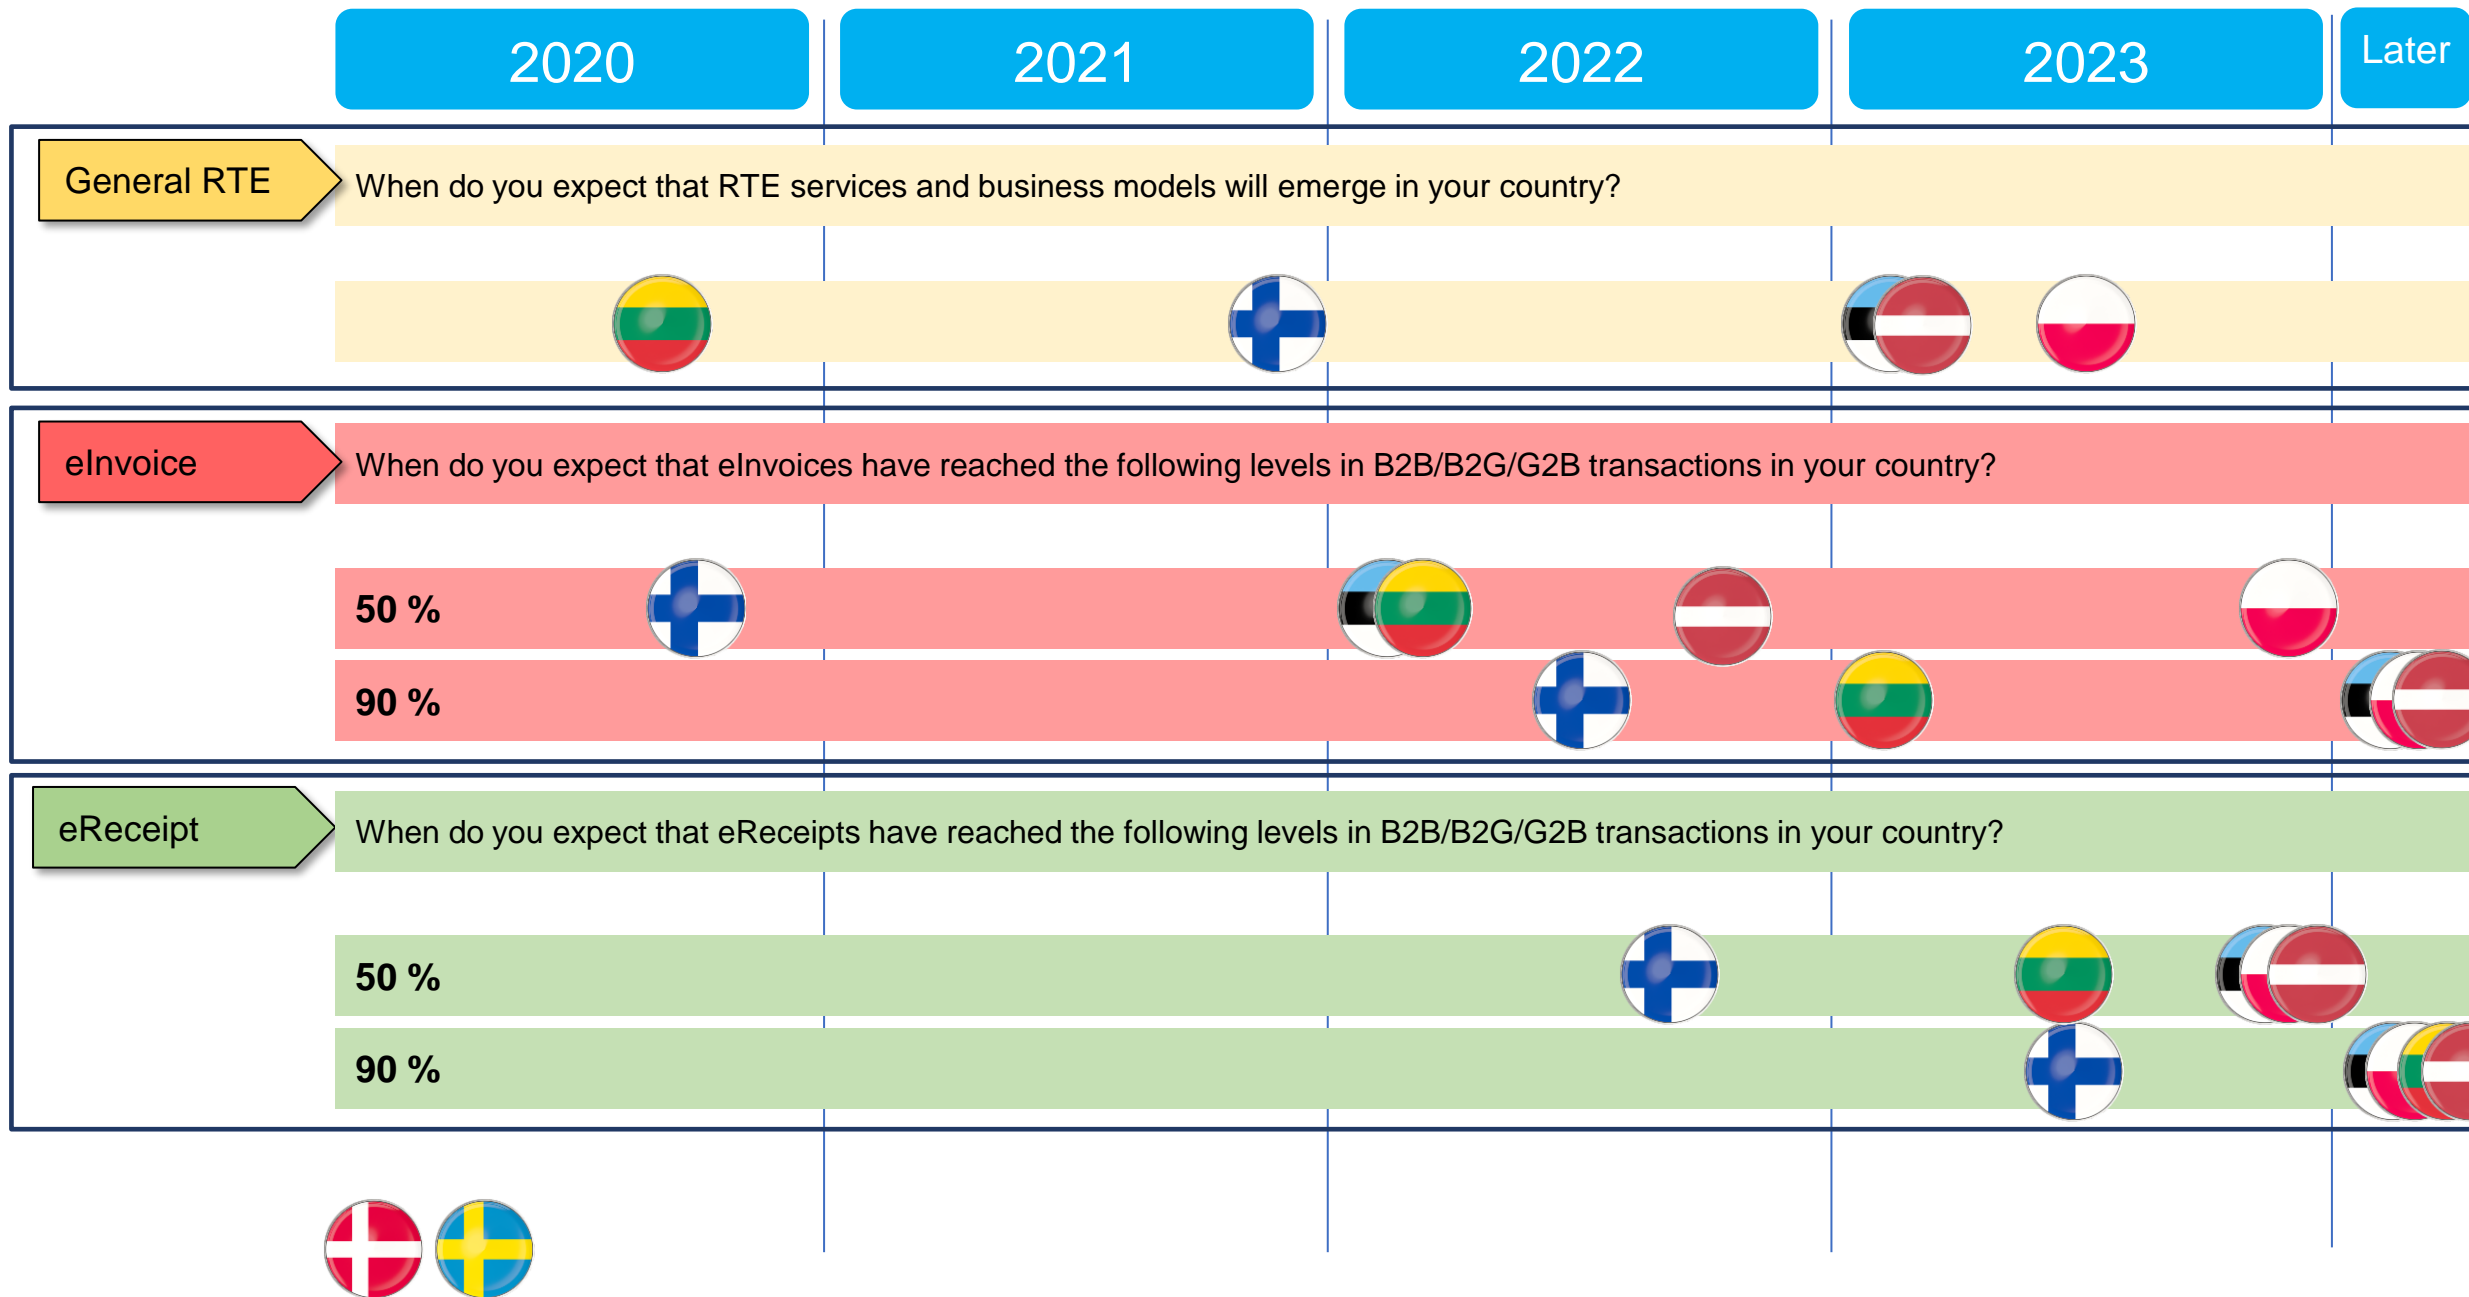 2020
2021
2022
2023
Later
General RTE
When do you expect that RTE services and business models will emerge in your country?
eInvoice
When do you expect that eInvoices have reached the following levels in B2B/B2G/G2B transactions in your country?
50 %
90 %
eReceipt
When do you expect that eReceipts have reached the following levels in B2B/B2G/G2B transactions in your country?
50 %
90 %